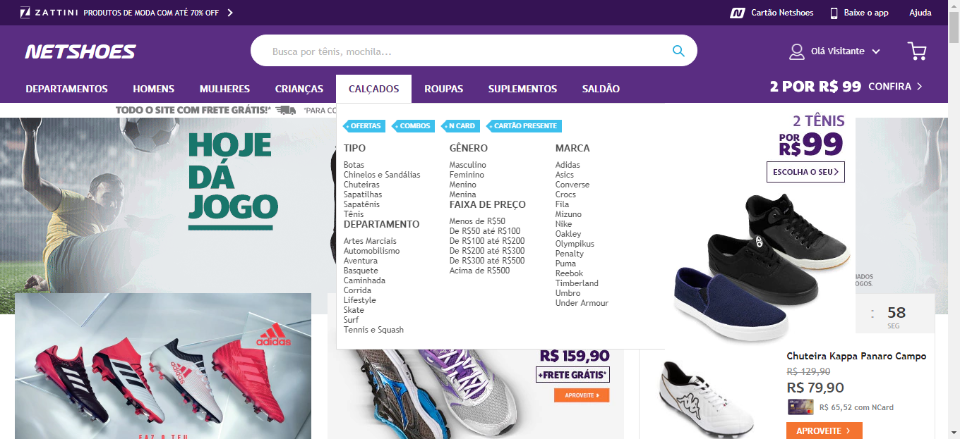 ZATTINI PRODUTOS DE MODA COM ATÉ 70% OFF
Cartão Netshoes
Baixe o app
Ajuda
NETSHOES
Busca por tênis, mochila...
Olá Visitante
DEPARTAMENTOS HOMENS MULHERES CRIANÇAS CALÇADOS ROUPAS SUPLEMENTOS SALDÃO
2 POR R$ 99 CONFIRA
TODO O SITE COM FRETE GRÁTIS!* *PARA CO
HOJE
DÁ
JOGO
OFERTAS COMBOS N CARD CARTÃO PRESENTE
TIPO
Botas
Chinelos e Sandálias
Chuteiras
Sapatilhas
Sapatênis
Tênis
DEPARTAMENTO
Artes Marciais
Automobilismo
Aventura
Basquete
Caminhada
Corrida
Lifestyle
Skate
Surf
Tennis e Squash
GÊNERO
Masculino
Feminino
Menino
Menina
FAIXA DE PREÇO
Menos de R$50
De R$50 até R$100
De R$100 até R$200
De R$200 até R$300
De R$300 até R$500
Acima de R$500
MARCA
Adidas
Asics
Converse
Crocs
Fila
Mizuno
Nike
Oakley
Olympikus
Penalty
Puma
Reebok
Timberland
Umbro
Under Armour
2 TÊNIS
POR
R$99
ESCOLHA O SEU
: 58
SEG
adidas
R$ 159,90
+FRETE GRÁTIS*
APROVEITE
Chuteira Kappa Panaro Campo
R$ 129,90
R$ 79,90
R$ 65,52 com NCard
APROVEITE